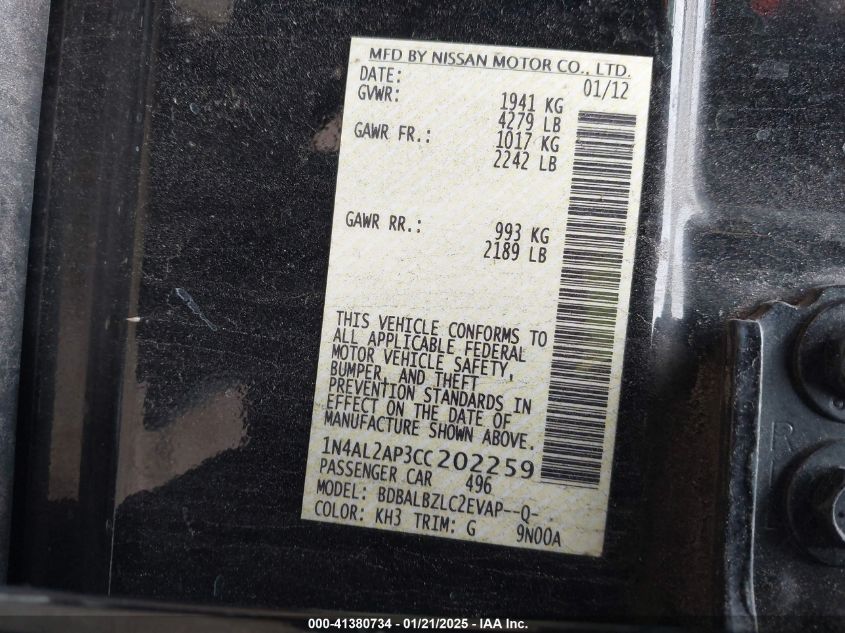 MFD BY NISSAN MOTOR CO., LTD.
DATE: 01/12
GVWR: 1941 KG
4279 LB
GAWR FR.: 1017 KG
2242 LB
GAWR RR.: 993 KG
2189 LB
THIS VEHICLE CONFORMS TO
ALL APPLICABLE FEDERAL
MOTOR VEHICLE SAFETY,
BUMPER, AND THEFT
PREVENTION STANDARDS IN
EFFECT ON THE DATE OF
MANUFACTURE SHOWN ABOVE.
1N4AL2AP3CC202259
PASSENGER CAR 496
MODEL: BDBALBZLC2EVAP--Q-
COLOR: KH3 TRIM: G 9N00A
R
000-41380734 — 01/21/2025 — IAA Inc.